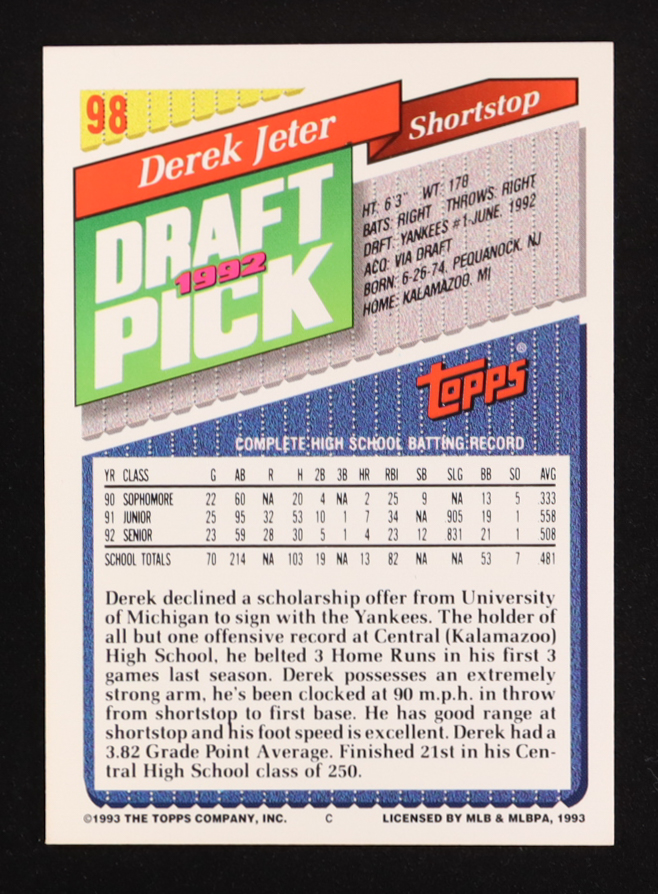 98
Derek Jeter
Shortstop
DRAFT
1992
PICK
HT: 6'3" WT: 178
BATS: RIGHT THROWS: RIGHT
DRFT: YANKEES #1-JUNE, 1992
ACQ: VIA DRAFT
BORN: 6-26-74, PEQUANOCK, NJ
HOME: KALAMAZOO, MI
topps®
COMPLETE HIGH SCHOOL BATTING RECORD
YR CLASS G AB R H 2B 3B HR RBI SB SLG BB SO AVG
90 SOPHOMORE 22 60 NA 20 4 NA 2 25 9 NA 13 5 .333
91 JUNIOR 25 95 32 53 10 1 7 34 NA .905 19 1 .558
92 SENIOR 23 59 28 30 5 1 4 23 12 .831 21 1 .508
SCHOOL TOTALS 70 214 NA 103 19 NA 13 82 NA NA 53 7 .481
Derek declined a scholarship offer from University
of Michigan to sign with the Yankees. The holder of
all but one offensive record at Central (Kalamazoo)
High School, he belted 3 Home Runs in his first 3
games last season. Derek possesses an extremely
strong arm, he's been clocked at 90 m.p.h. in throw
from shortstop to first base. He has good range at
shortstop and his foot speed is excellent. Derek had a
3.82 Grade Point Average. Finished 21st in his Cen-
tral High School class of 250.
©1993 THE TOPPS COMPANY, INC. C LICENSED BY MLB & MLBPA, 1993